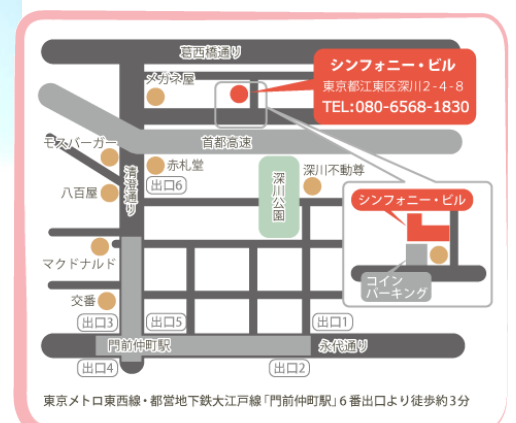 葛西橋通り
シンフォニー・ビル
東京都江東区深川2-4-8
TEL:080-6568-1830
メガネ屋
首都高速
モスバーガー
清澄通り
赤札堂
出口6
深川公園
深川不動尊
八百屋
シンフォニー・ビル
コイン
パーキング
マクドナルド
交番
出口3
出口5
出口1
門前仲町駅
永代通り
出口4
出口2
東京メトロ東西線・都営地下鉄大江戸線「門前仲町駅」6番出口より徒歩約3分